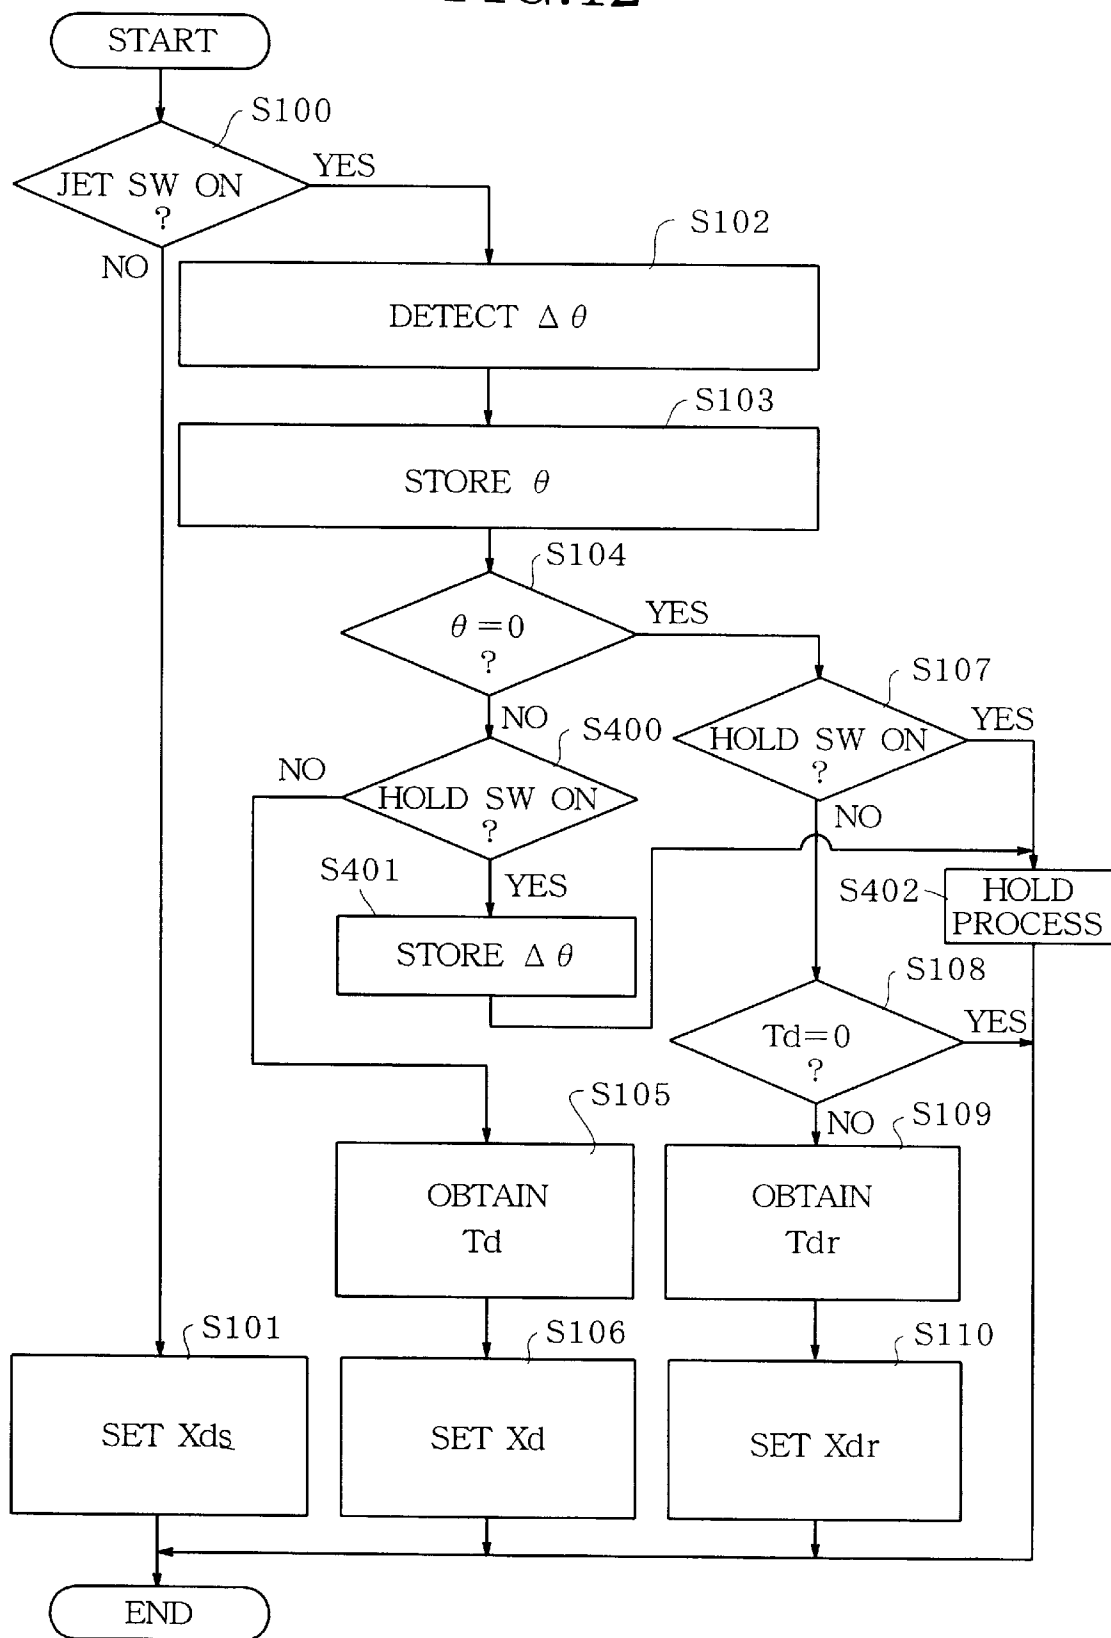 FIG.12
START
S100
JET SW ON
?
YES
NO
S102
DETECT Δ θ
S103
STORE θ
S104
θ=0
?
YES
NO
S107
HOLD SW ON
?
YES
NO
S400
HOLD SW ON
?
NO
YES
S401
STORE Δ θ
S402
HOLD
PROCESS
S108
Td=0
?
YES
NO
S105
OBTAIN
Td
S109
OBTAIN
Tdr
S101
SET Xds
S106
SET Xd
S110
SET Xdr
END